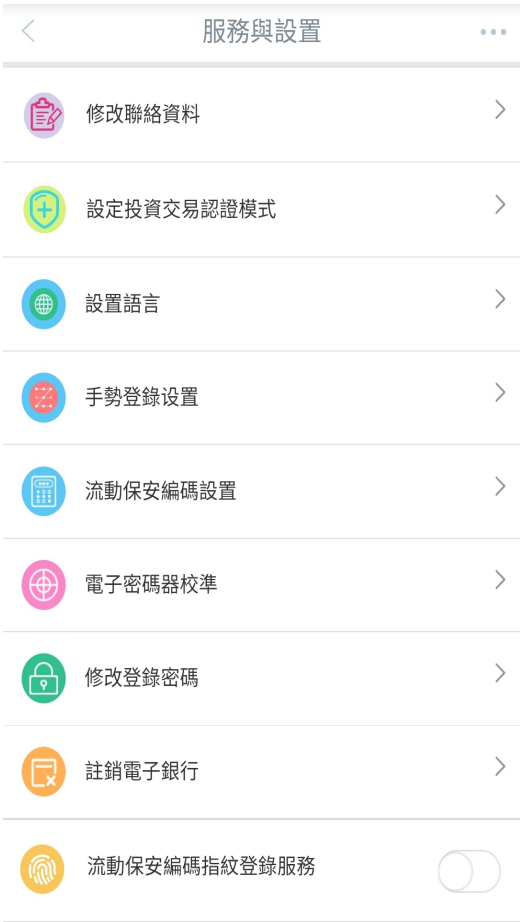 服務與設置
修改聯絡資料
設定投資交易認證模式
設置語言
手勢登錄设置
流動保安編碼設置
電子密碼器校準
修改登錄密碼
註銷電子銀行
流動保安編碼指紋登錄服務